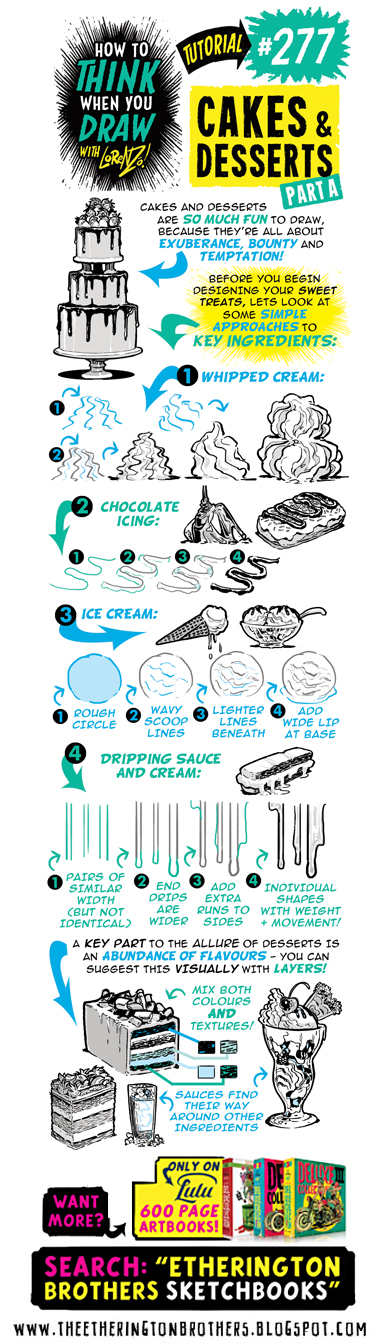 HOW TO
THINK
WHEN YOU
DRAW
WITH LORENZO!
TUTORIAL
#277
CAKES &
DESSERTS
PART A
CAKES AND DESSERTS
ARE SO MUCH FUN TO DRAW,
BECAUSE THEY'RE ALL ABOUT
EXUBERANCE, BOUNTY AND
TEMPTATION!
BEFORE YOU BEGIN
DESIGNING YOUR SWEET
TREATS, LETS LOOK AT
SOME SIMPLE
APPROACHES TO
KEY INGREDIENTS:
1 WHIPPED CREAM:
1
2
2 CHOCOLATE
ICING:
1 2 3 4
3 ICE CREAM:
1 ROUGH
CIRCLE
2 WAVY
SCOOP
LINES
3 LIGHTER
LINES
BENEATH
4 ADD
WIDE LIP
AT BASE
4 DRIPPING SAUCE
AND CREAM:
1 PAIRS OF
SIMILAR
WIDTH
(BUT NOT
IDENTICAL)
2 END
DRIPS
ARE
WIDER
3 ADD
EXTRA
RUNS TO
SIDES
4 INDIVIDUAL
SHAPES
WITH WEIGHT
+ MOVEMENT!
A KEY PART TO THE ALLURE OF DESSERTS IS
AN ABUNDANCE OF FLAVOURS - YOU CAN
SUGGEST THIS VISUALLY WITH LAYERS!
MIX BOTH
COLOURS
AND
TEXTURES!
SAUCES FIND
THEIR WAY
AROUND OTHER
INGREDIENTS
WANT
MORE?
ONLY ON
Lulu
600 PAGE
ARTBOOKS!
SEARCH: "ETHERINGTON
BROTHERS SKETCHBOOKS"
WWW.THEETHERINGTONBROTHERS.BLOGSPOT.COM